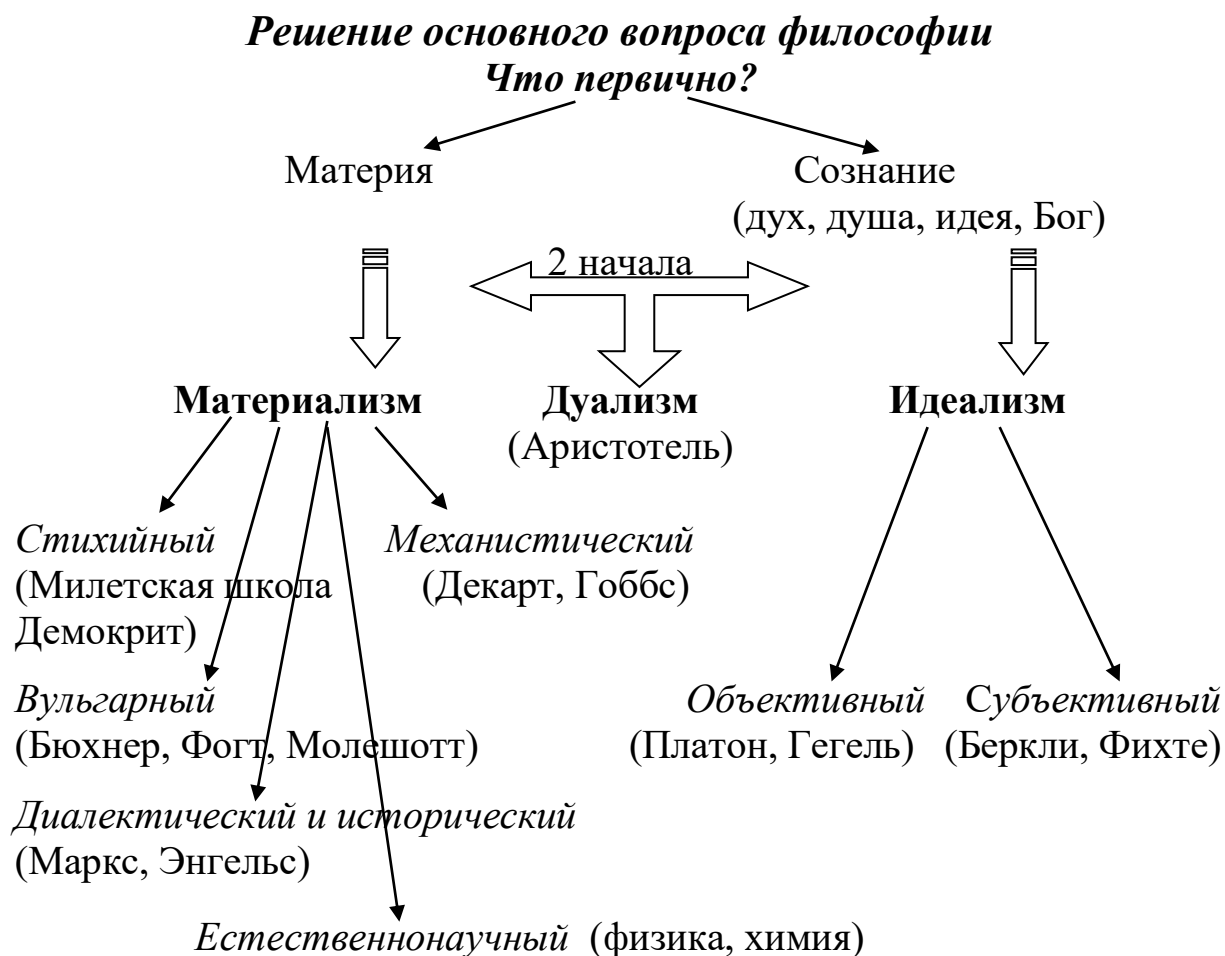 Решение основного вопроса философии
Что первично?
Материя
Сознание
(дух, душа, идея, Бог)
2 начала
Материализм
Дуализм
(Аристотель)
Идеализм
Стихийный
(Милетская школа
Демокрит)
Механистический
(Декарт, Гоббс)
Вульгарный
(Бюхнер, Фогт, Молешотт)
Объективный
(Платон, Гегель)
Субъективный
(Беркли, Фихте)
Диалектический и исторический
(Маркс, Энгельс)
Естественнонаучный (физика, химия)